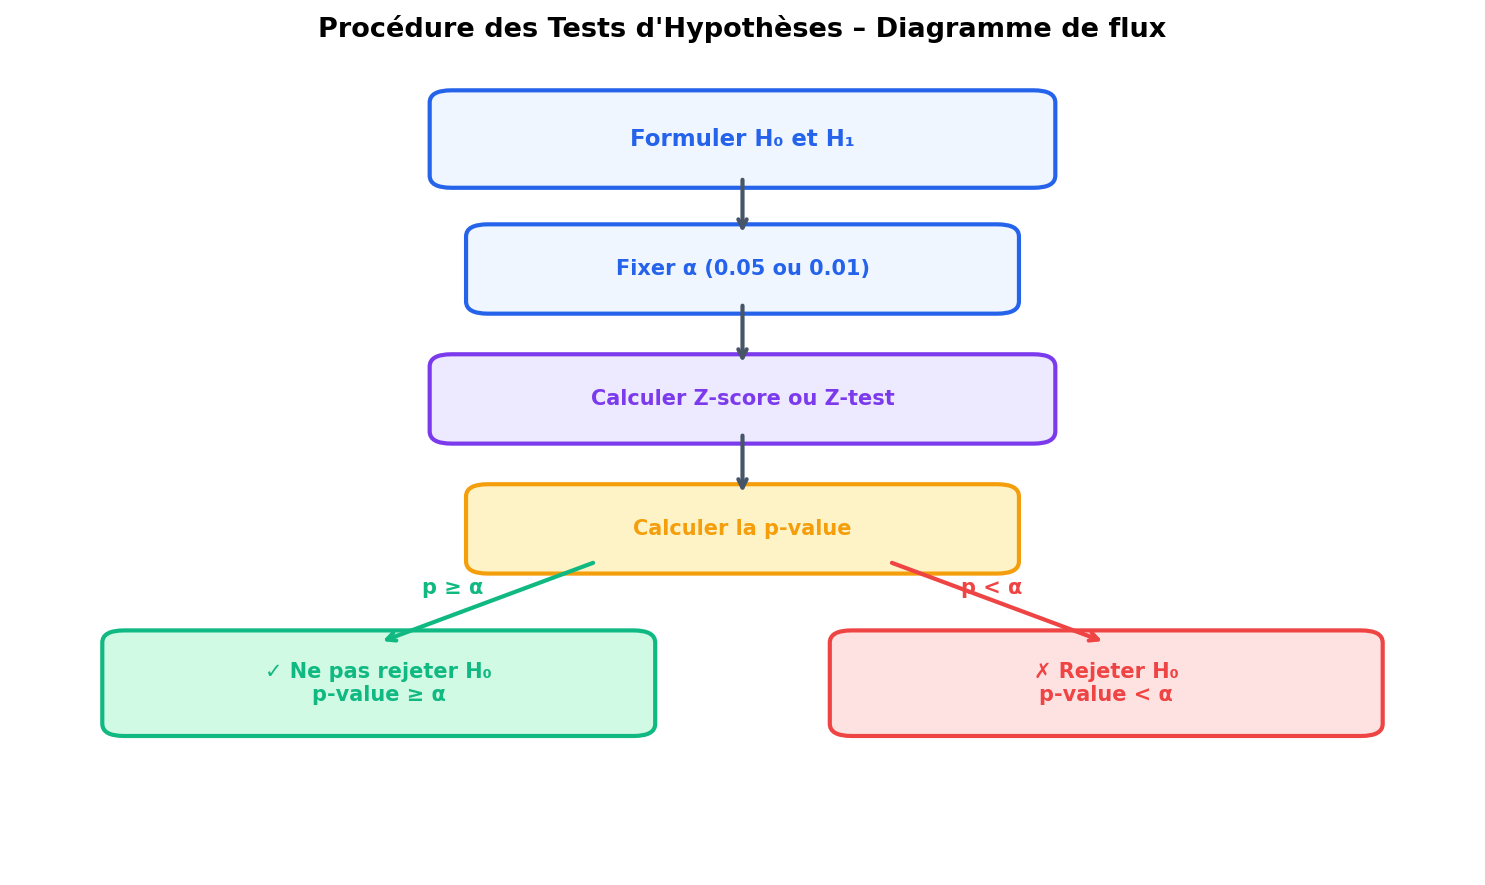 Procédure des Tests d'Hypothèses – Diagramme de flux
Formuler H₀ et H₁
Fixer α (0.05 ou 0.01)
Calculer Z-score ou Z-test
Calculer la p-value
p ≥ α
p < α
✓ Ne pas rejeter H₀
p-value ≥ α
✗ Rejeter H₀
p-value < α